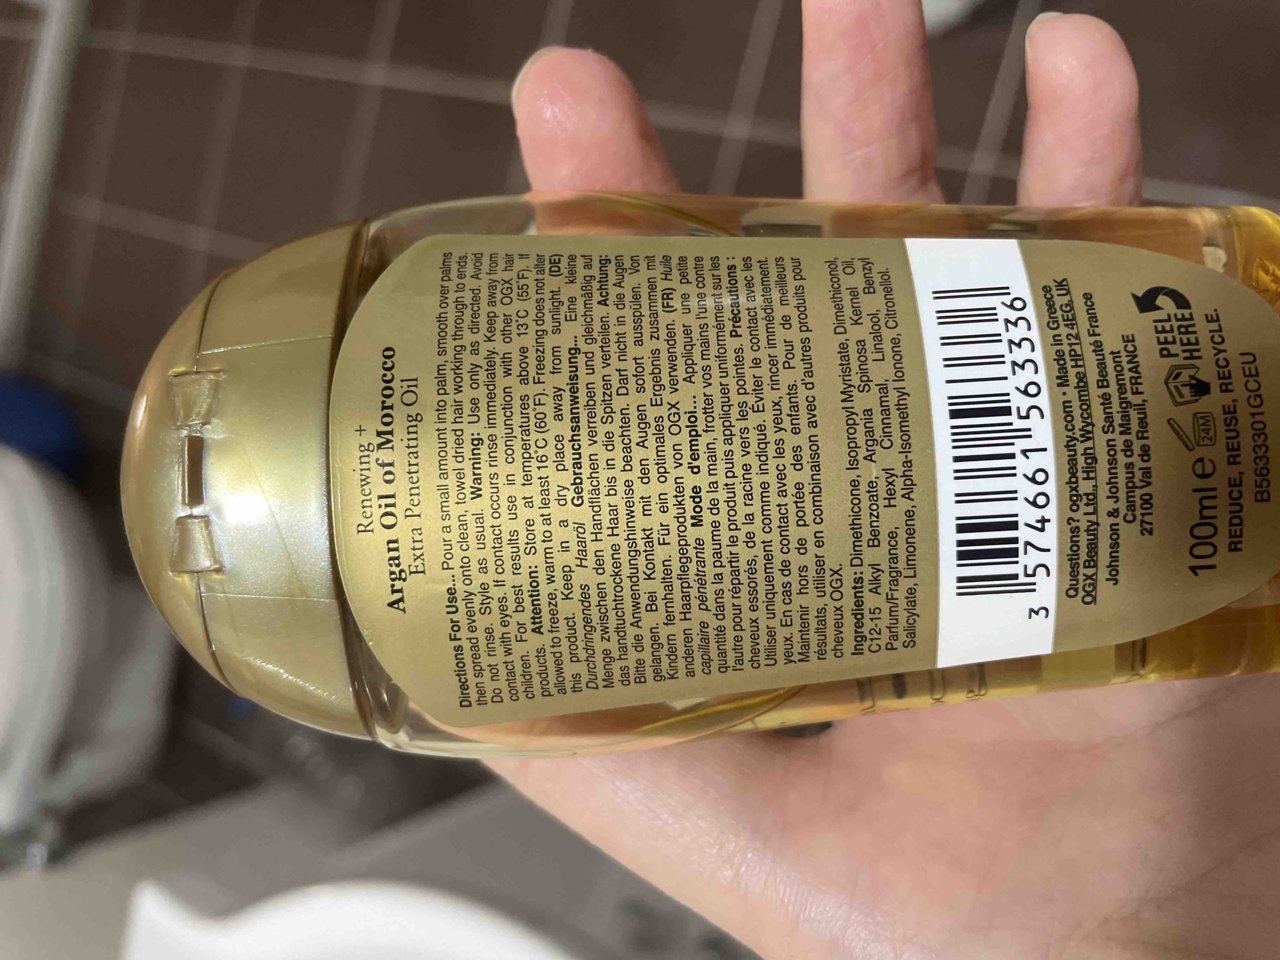 Renewing +
Argan Oil of Morocco
Extra Penetrating Oil
Directions For Use... Pour a small amount into palm, smooth over palms
then spread evenly onto clean, towel dried hair working through to ends.
Do not rinse. Style as usual. Warning: Use only as directed. Avoid
contact with eyes. If contact occurs rinse immediately. Keep away from
children. For best results use in conjunction with other OGX hair
products. Attention: Store at temperatures above 13°C (55°F). If
allowed to freeze, warm to at least 16°C (60°F). Freezing does not alter
this product. Keep in a dry place away from sunlight. (DE)
Durchdringendes Haaröl Gebrauchsanweisung... Eine kleine
Menge zwischen den Handflächen verreiben und gleichmäßig auf
das handtuchtrockene Haar bis in die Spitzen verteilen. Achtung:
Bitte die Anwendungshinweise beachten. Darf nicht in die Augen
gelangen. Bei Kontakt mit den Augen sofort ausspülen. Von
Kindern fernhalten. Für ein optimales Ergebnis zusammen mit
anderen Haarpflegeprodukten von OGX verwenden. (FR) Huile
capillaire pénétrante Mode d'emploi... Appliquer une petite
quantité dans la paume de la main, frotter vos mains l'une contre
l'autre pour répartir le produit puis appliquer uniformément sur les
cheveux essorés, de la racine vers les pointes. Précautions :
Utiliser uniquement comme indiqué. Éviter le contact avec les
yeux. En cas de contact avec les yeux, rincer immédiatement.
Maintenir hors de portée des enfants. Pour de meilleurs
résultats, utiliser en combinaison avec d'autres produits pour
cheveux OGX.
Ingredients: Dimethicone, Isopropyl Myristate, Dimethiconol,
C12-15 Alkyl Benzoate, Argania Spinosa Kernel Oil,
Parfum/Fragrance, Hexyl Cinnamal, Linalool, Benzyl
Salicylate, Limonene, Alpha-Isomethyl Ionone, Citronellol.
3 574661 563336
Questions? ogxbeauty.com · Made in Greece
OGX Beauty Ltd., High Wycombe HP12 4EG, UK
Johnson & Johnson Santé Beauté France
Campus de Maigremont
27100 Val de Reuil, FRANCE
100ml e 24M PEEL HERE
REDUCE, REUSE, RECYCLE.
B5633301GCEU